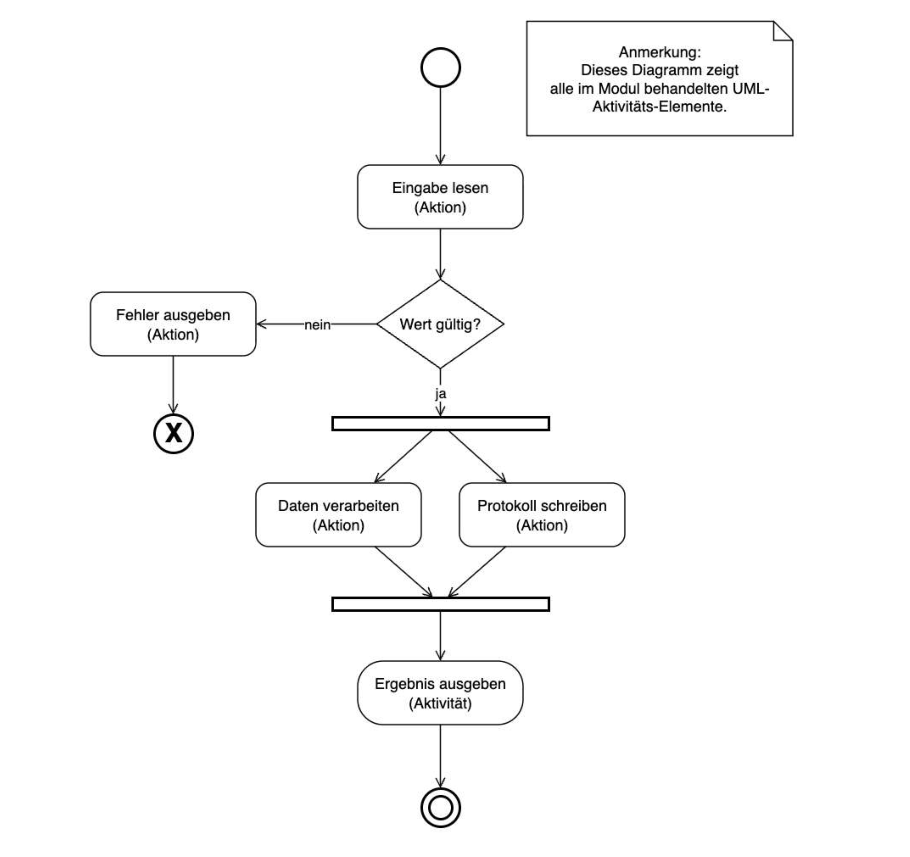 Anmerkung:
Dieses Diagramm zeigt
alle im Modul behandelten UML-
Aktivitäts-Elemente.
Eingabe lesen
(Aktion)
Wert gültig?
nein
Fehler ausgeben
(Aktion)
X
ja
Daten verarbeiten
(Aktion)
Protokoll schreiben
(Aktion)
Ergebnis ausgeben
(Aktivität)